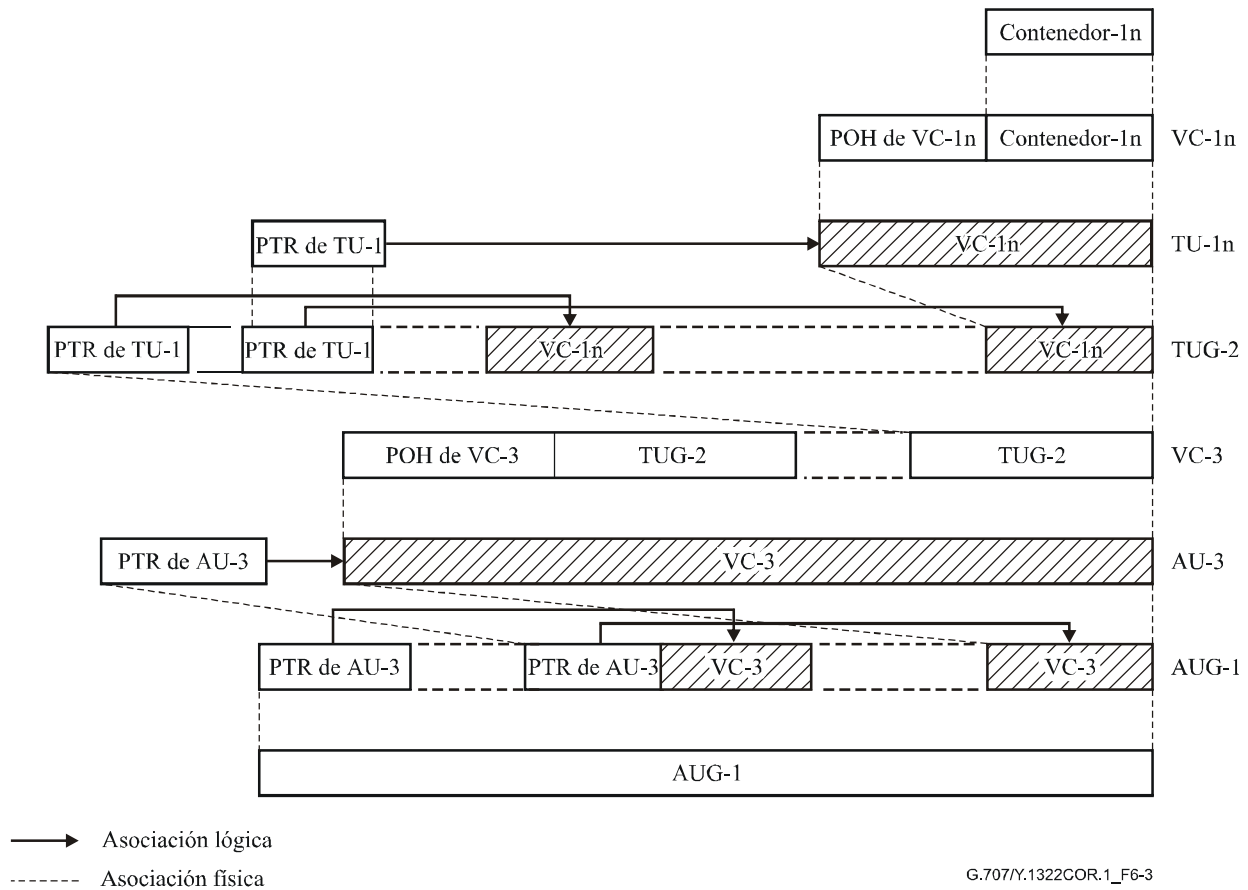 Contenedor-1n
POH de VC-1n Contenedor-1n VC-1n
PTR de TU-1 VC-1n TU-1n
PTR de TU-1 PTR de TU-1 VC-1n VC-1n TUG-2
POH de VC-3 TUG-2 TUG-2 VC-3
PTR de AU-3 VC-3 AU-3
PTR de AU-3 PTR de AU-3 VC-3 VC-3 AUG-1
AUG-1
Asociación lógica
Asociación física
G.707/Y.1322COR.1_F6-3